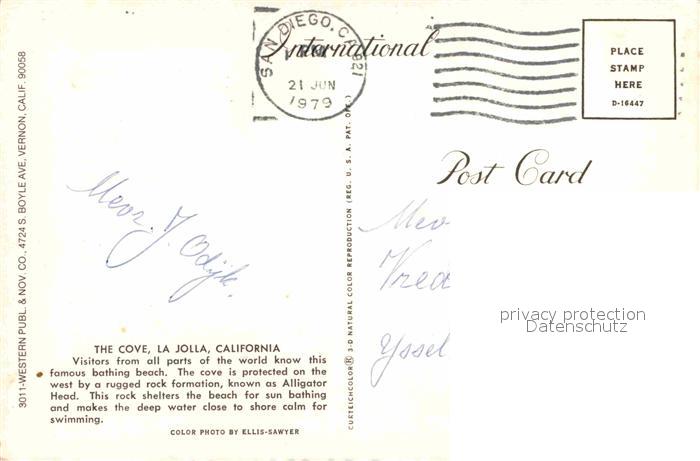 3011-WESTERN PUBL. & NOV. CO., 4724 S. BOYLE AVE, VERNON, CALIF. 90058
SAN DIEGO, CA 921
21 JUN
1979
International
Post Card
PLACE
STAMP
HERE
D-16447
Mevr. J. Odijk.
THE COVE, LA JOLLA, CALIFORNIA
Visitors from all parts of the world know this
famous bathing beach. The cove is protected on the
west by a rugged rock formation, known as Alligator
Head. This rock shelters the beach for sun bathing
and makes the deep water close to shore calm for
swimming.
COLOR PHOTO BY ELLIS-SAWYER
CURTEICHCOLOR® 3-D NATURAL COLOR REPRODUCTION (REG. U. S. A. PAT. OFF.)
Mev
Vred
Yssel
privacy protection
Datenschutz